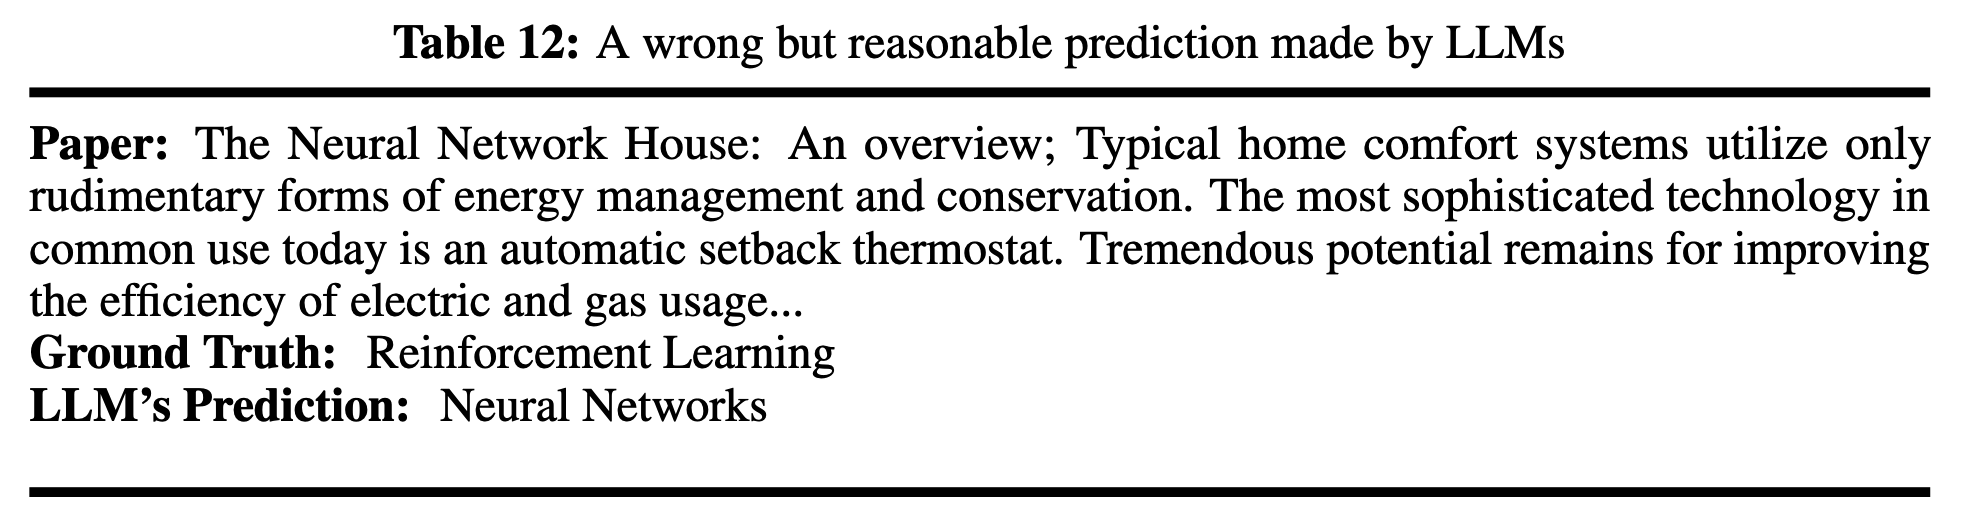 Table 12: A wrong but reasonable prediction made by LLMs
Paper: The Neural Network House: An overview; Typical home comfort systems utilize only
rudimentary forms of energy management and conservation. The most sophisticated technology in
common use today is an automatic setback thermostat. Tremendous potential remains for improving
the efficiency of electric and gas usage...
Ground Truth: Reinforcement Learning
LLM’s Prediction: Neural Networks